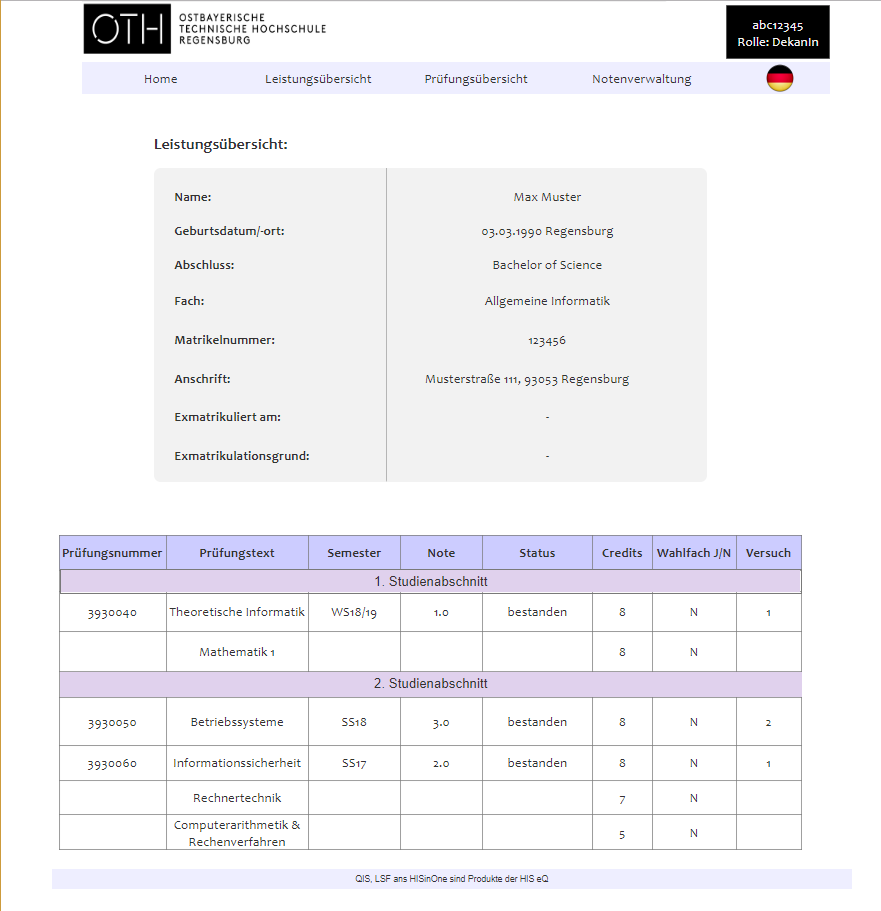 OTH OSTBAYERISCHE
TECHNISCHE HOCHSCHULE
REGENSBURG
abc12345
Rolle: DekanIn
Home Leistungsübersicht Prüfungsübersicht Notenverwaltung
Leistungsübersicht:
Name: Max Muster
Geburtsdatum/-ort: 03.03.1990 Regensburg
Abschluss: Bachelor of Science
Fach: Allgemeine Informatik
Matrikelnummer: 123456
Anschrift: Musterstraße 111, 93053 Regensburg
Exmatrikuliert am: -
Exmatrikulationsgrund: -
Prüfungsnummer Prüfungstext Semester Note Status Credits Wahlfach J/N Versuch
1. Studienabschnitt
3930040 Theoretische Informatik WS18/19 1.0 bestanden 8 N 1
Mathematik 1 8 N
2. Studienabschnitt
3930050 Betriebssysteme SS18 3.0 bestanden 8 N 2
3930060 Informationssicherheit SS17 2.0 bestanden 8 N 1
Rechnertechnik 7 N
Computerarithmetik &
Rechenverfahren 5 N
QIS, LSF ans HISinOne sind Produkte der HIS eQ